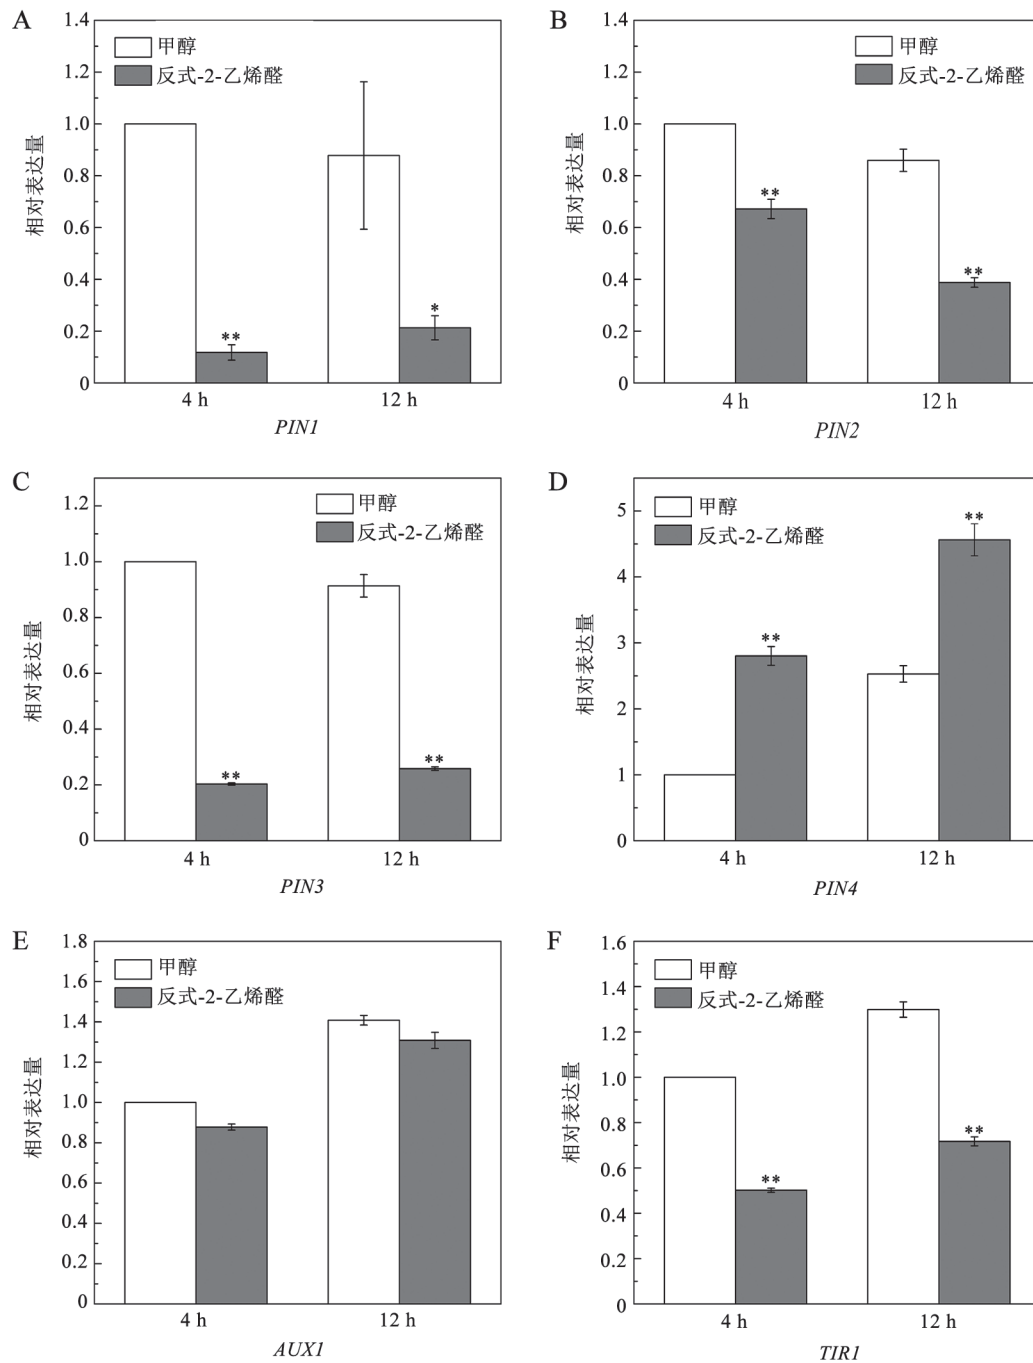 A
1.4
1.2
1.0
0.8
0.6
0.4
0.2
0
相对表达量
甲醇
反式-2-乙烯醛
**
*
4 h
12 h
PIN1
B
1.4
1.2
1.0
0.8
0.6
0.4
0.2
0
相对表达量
甲醇
反式-2-乙烯醛
**
**
4 h
12 h
PIN2
C
1.2
1.0
0.8
0.6
0.4
0.2
0
相对表达量
甲醇
反式-2-乙烯醛
**
**
4 h
12 h
PIN3
D
5
4
3
2
1
0
相对表达量
甲醇
反式-2-乙烯醛
**
**
4 h
12 h
PIN4
E
1.8
1.6
1.4
1.2
1.0
0.8
0.6
0.4
0.2
0
相对表达量
甲醇
反式-2-乙烯醛
4 h
12 h
AUX1
F
1.6
1.4
1.2
1.0
0.8
0.6
0.4
0.2
0
相对表达量
甲醇
反式-2-乙烯醛
**
**
4 h
12 h
TIR1